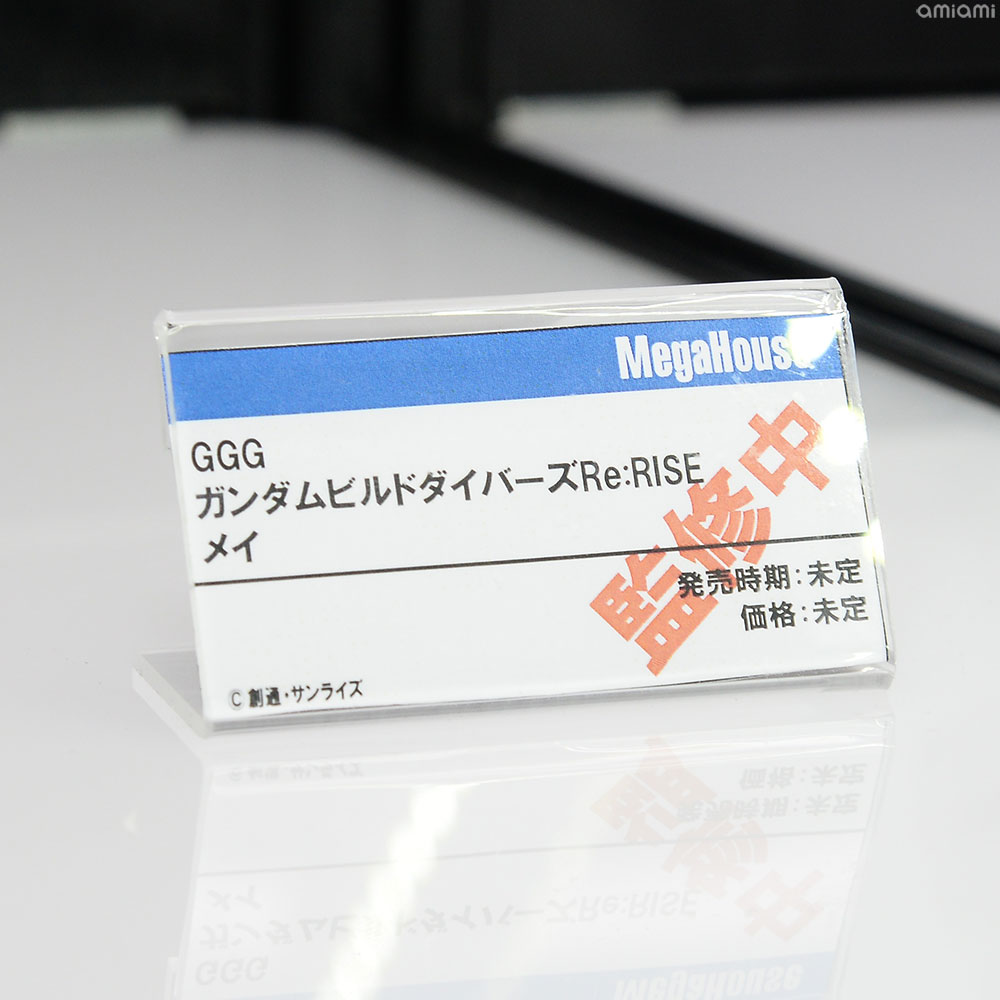 amiami
MegaHouse
GGG
ガンダムビルドダイバーズRe:RISE
メイ
監修中
発売時期:未定
価格:未定
©創通・サンライズ